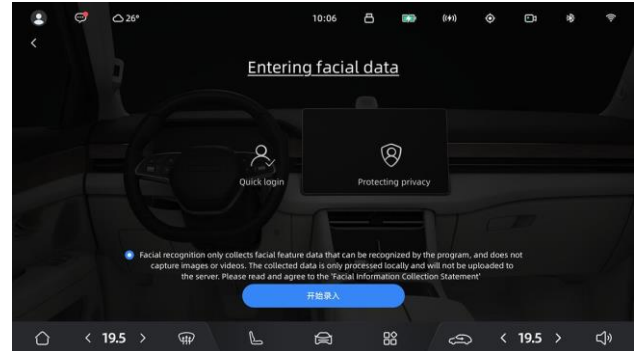 26°
10:06
Entering facial data
Quick login
Protecting privacy
Facial recognition only collects facial feature data that can be recognized by the program, and does not
capture images or videos. The collected data is only processed locally and will not be uploaded to
the server. Please read and agree to the 'Facial Information Collection Statement'
开始录入
< 19.5 >
< 19.5 >